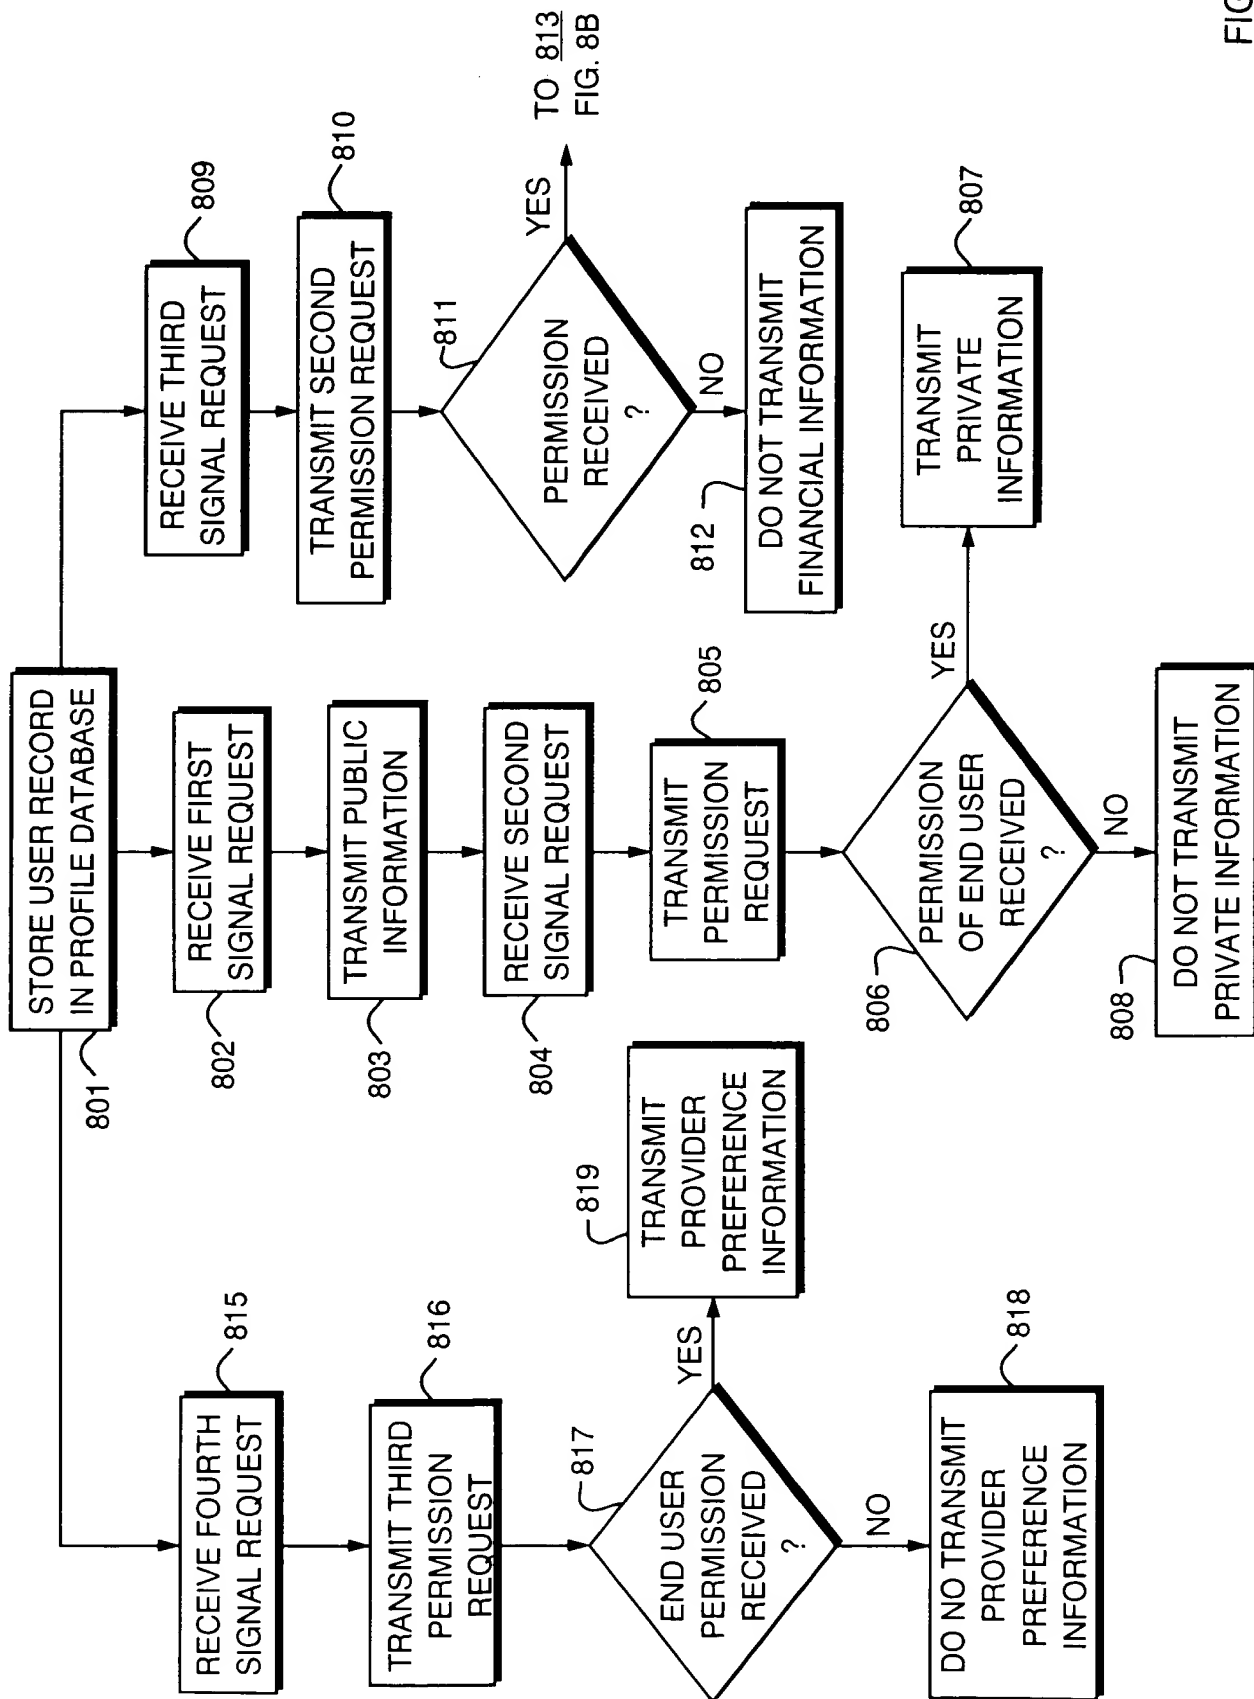 STORE USER RECORD
IN PROFILE DATABASE
801
RECEIVE FOURTH
SIGNAL REQUEST
815
TRANSMIT THIRD
PERMISSION
REQUEST
816
END USER
PERMISSION
RECEIVED
?
817
YES
TRANSMIT
PROVIDER
PREFERENCE
INFORMATION
819
NO
DO NO TRANSMIT
PROVIDER
PREFERENCE
INFORMATION
818
RECEIVE FIRST
SIGNAL REQUEST
802
TRANSMIT PUBLIC
INFORMATION
803
RECEIVE SECOND
SIGNAL REQUEST
804
TRANSMIT
PERMISSION
REQUEST
805
PERMISSION
OF END USER
RECEIVED
?
806
YES
TRANSMIT
PRIVATE
INFORMATION
807
NO
DO NOT TRANSMIT
PRIVATE INFORMATION
808
RECEIVE THIRD
SIGNAL REQUEST
809
TRANSMIT SECOND
PERMISSION REQUEST
810
PERMISSION
RECEIVED
?
811
YES
TO 813
FIG. 8B
NO
DO NOT TRANSMIT
FINANCIAL INFORMATION
812
FIG